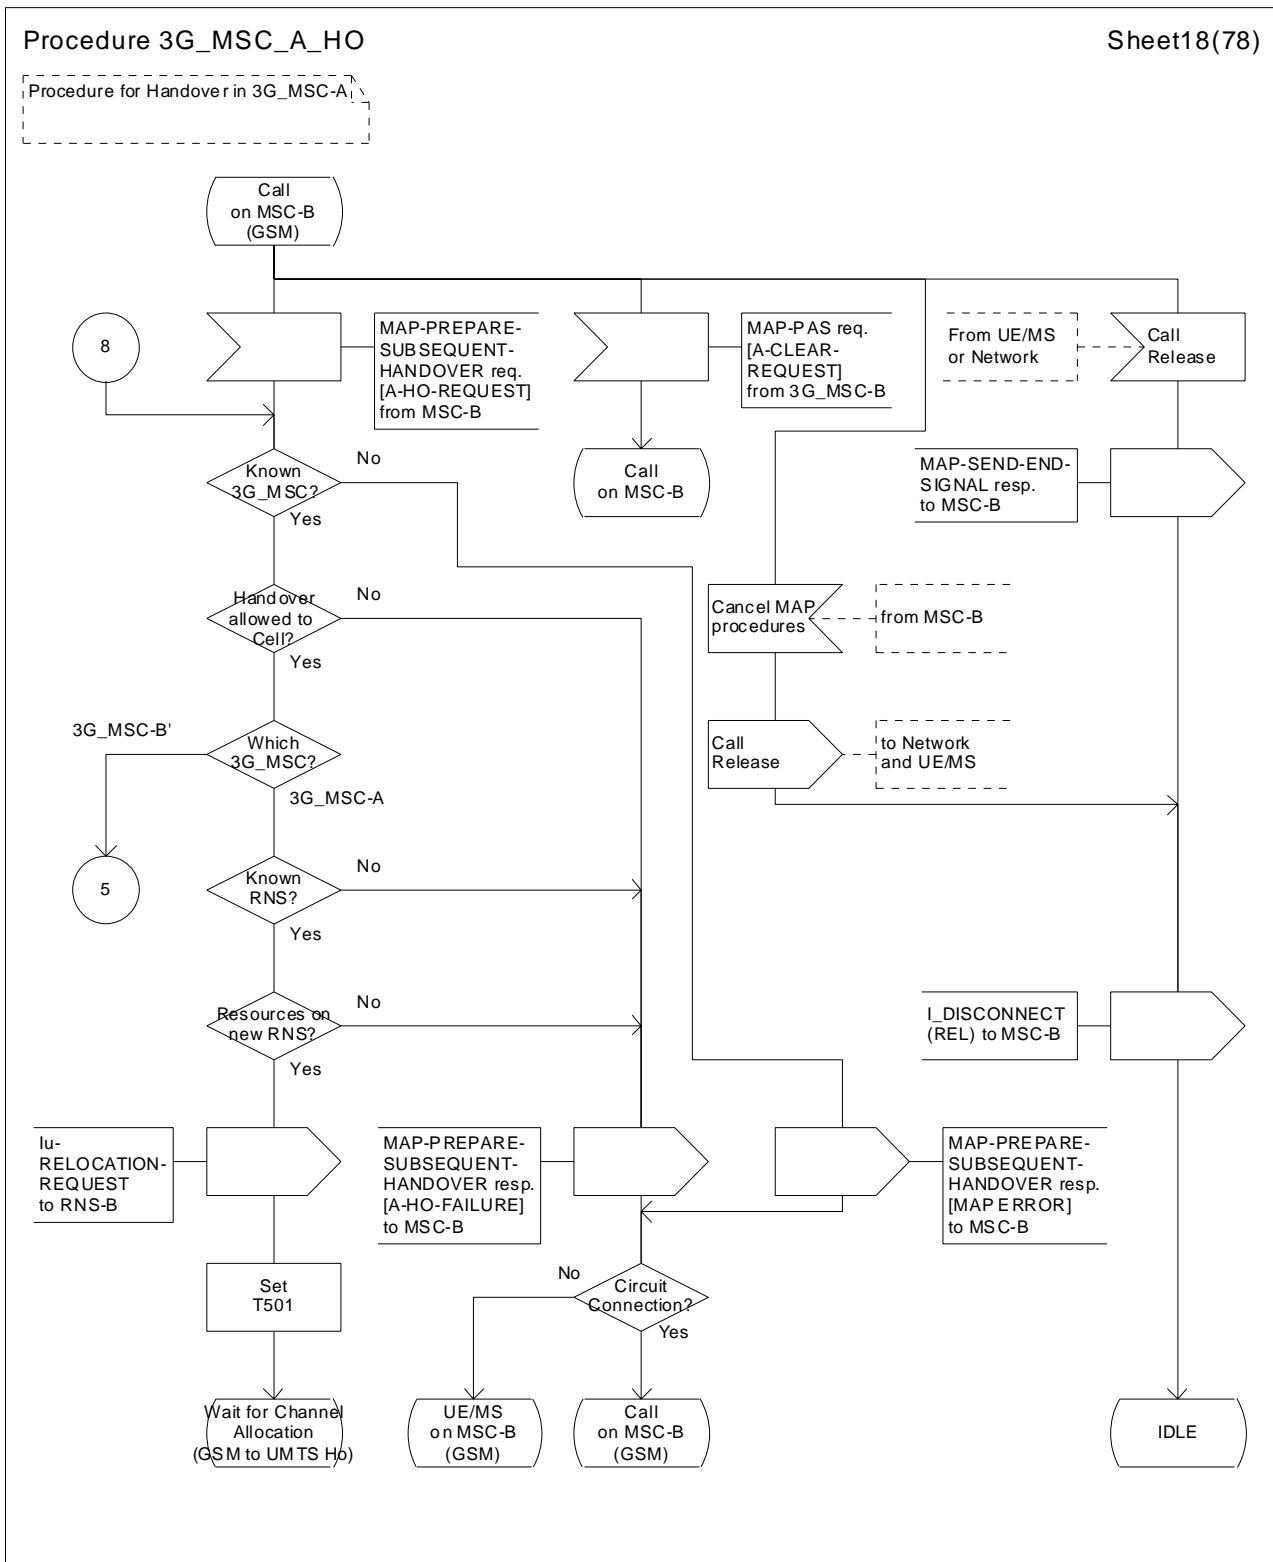 Procedure 3G_MSC_A_HO
Sheet18(78)
Procedure for Handover in 3G_MSC-A
Call
on MSC-B
(GSM)
8
MAP-PREPARE-
SUBSEQUENT-
HANDOVER req.
[A-HO-REQUEST]
from MSC-B
MAP-PAS req.
[A-CLEAR-
REQUEST]
from 3G_MSC-B
From UE/MS
or Network
Call
Release
Known
3G_MSC?
No
Yes
Call
on MSC-B
MAP-SEND-END-
SIGNAL resp.
to MSC-B
Handover
allowed to
Cell?
No
Yes
Cancel MAP
procedures
from MSC-B
3G_MSC-B'
Which
3G_MSC?
3G_MSC-A
Call
Release
to Network
and UE/MS
5
Known
RNS?
No
Yes
Resources on
new RNS?
No
Yes
I_DISCONNECT
(REL) to MSC-B
Iu-
RELOCATION-
REQUEST
to RNS-B
MAP-PREPARE-
SUBSEQUENT-
HANDOVER resp.
[A-HO-FAILURE]
to MSC-B
MAP-PREPARE-
SUBSEQUENT-
HANDOVER resp.
[MAP ERROR]
to MSC-B
Set
T501
No
Circuit
Connection?
Yes
Wait for Channel
Allocation
(GSM to UMTS Ho)
UE/MS
on MSC-B
(GSM)
Call
on MSC-B
(GSM)
IDLE